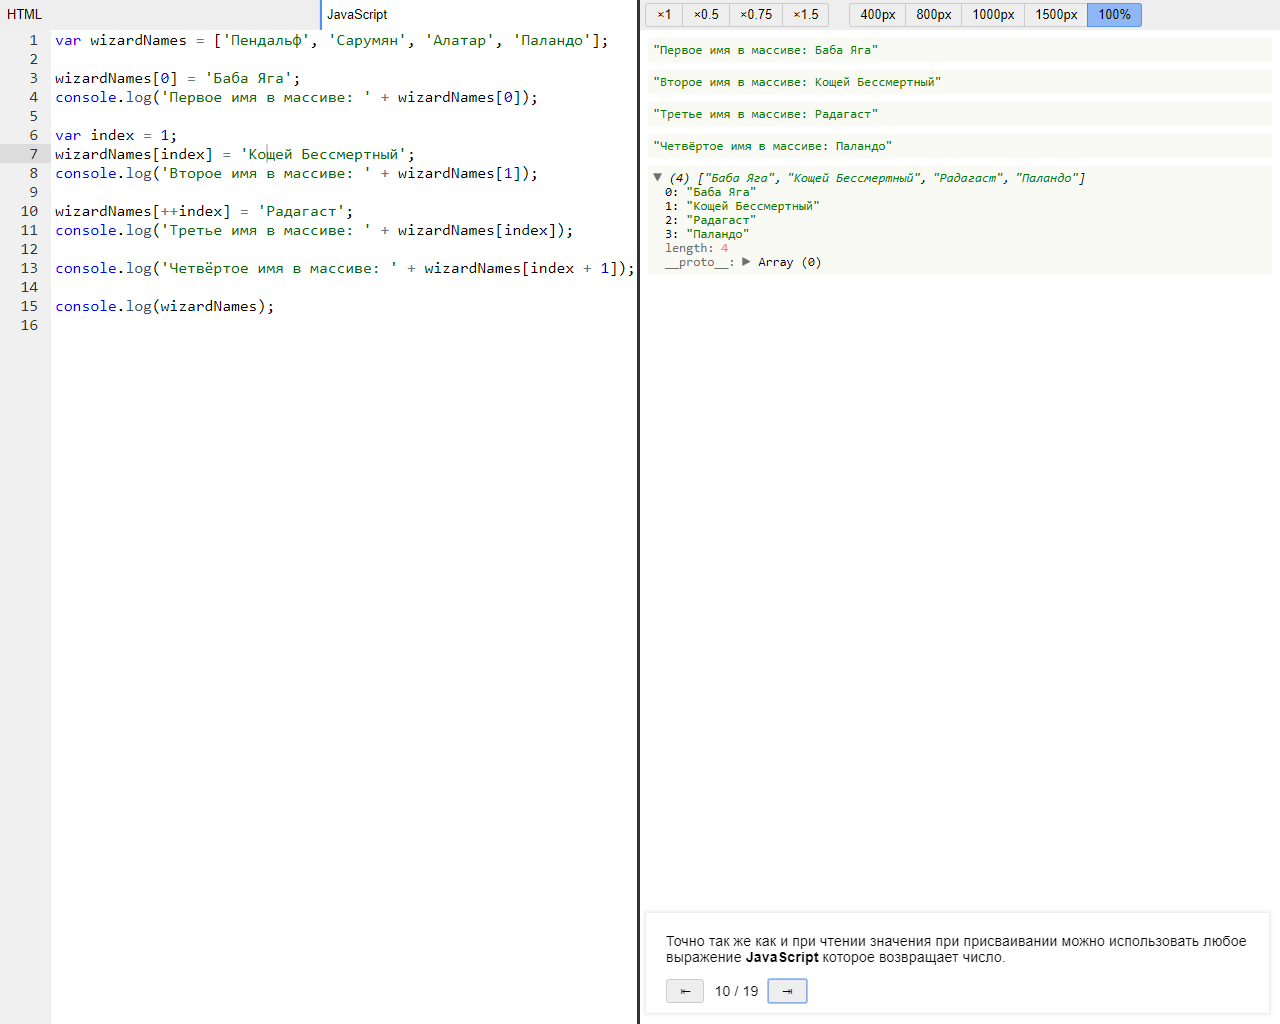 HTML
JavaScript
1 var wizardNames = ['Пендальф', 'Сарумян', 'Алатар', 'Паландо'];
2
3 wizardNames[0] = 'Баба Яга';
4 console.log('Первое имя в массиве: ' + wizardNames[0]);
5
6 var index = 1;
7 wizardNames[index] = 'Кощей Бессмертный';
8 console.log('Второе имя в массиве: ' + wizardNames[1]);
9
10 wizardNames[++index] = 'Радагаст';
11 console.log('Третье имя в массиве: ' + wizardNames[index]);
12
13 console.log('Четвёртое имя в массиве: ' + wizardNames[index + 1]);
14
15 console.log(wizardNames);
16
×1 ×0.5 ×0.75 ×1.5 400px 800px 1000px 1500px 100%
"Первое имя в массиве: Баба Яга"
"Второе имя в массиве: Кощей Бессмертный"
"Третье имя в массиве: Радагаст"
"Четвёртое имя в массиве: Паландо"
▼ (4) ["Баба Яга", "Кощей Бессмертный", "Радагаст", "Паландо"]
0: "Баба Яга"
1: "Кощей Бессмертный"
2: "Радагаст"
3: "Паландо"
length: 4
__proto__: ▶ Array (0)
Точно так же как и при чтении значения при присваивании можно использовать любое
выражение JavaScript которое возвращает число.
⇤ 10 / 19 ⇥